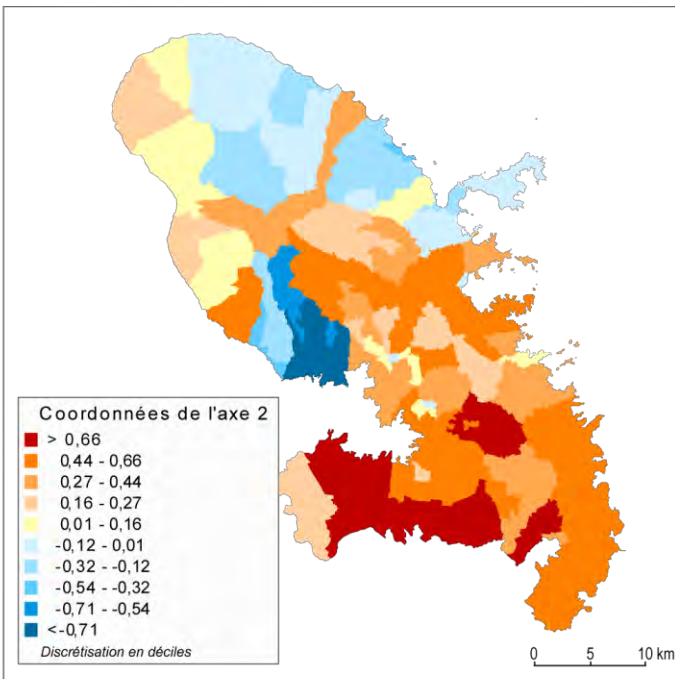 Coordonnées de l'axe 2
> 0,66
0,44 - 0,66
0,27 - 0,44
0,16 - 0,27
0,01 - 0,16
-0,12 - 0,01
-0,32 - -0,12
-0,54 - -0,32
-0,71 - -0,54
<-0,71
Discrétisation en déciles
0 5 10 km